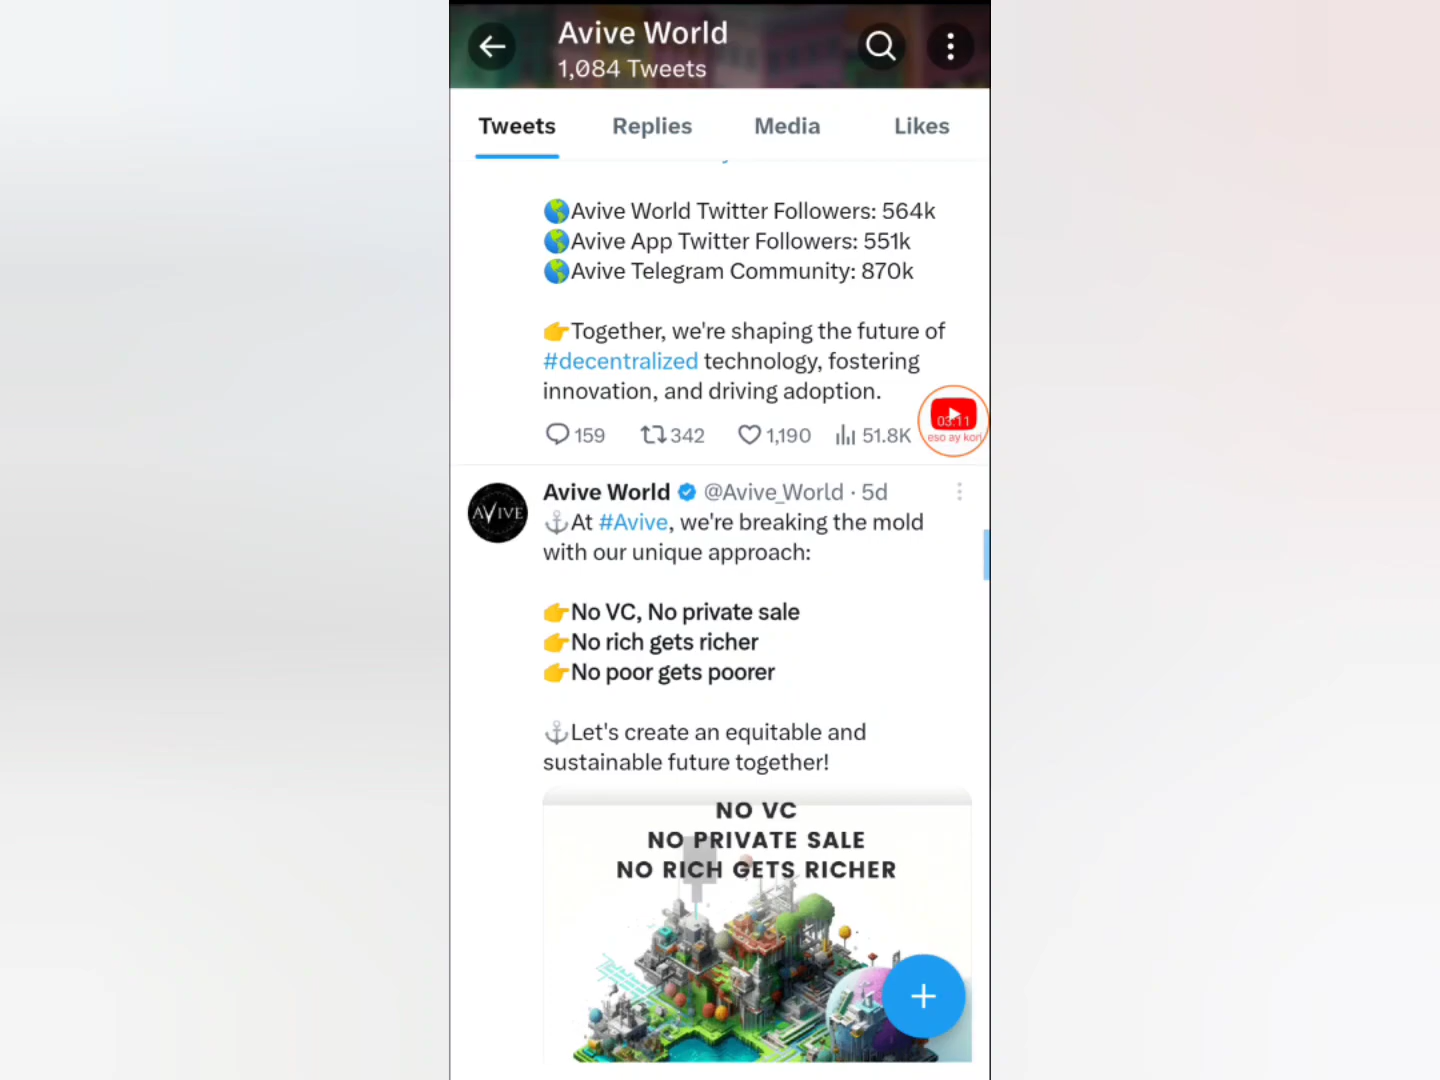 Avive World
1,084 Tweets
Tweets Replies Media Likes
🌎Avive World Twitter Followers: 564k
🌎Avive App Twitter Followers: 551k
🌎Avive Telegram Community: 870k
👉Together, we're shaping the future of
#decentralized technology, fostering
innovation, and driving adoption.
03:11
eso ay kori
159 342 1,190 51.8K
AVIVE
Avive World @Avive_World · 5d
⚓At #Avive, we're breaking the mold
with our unique approach:
👉No VC, No private sale
👉No rich gets richer
👉No poor gets poorer
⚓Let's create an equitable and
sustainable future together!
NO VC
NO PRIVATE SALE
NO RICH GETS RICHER